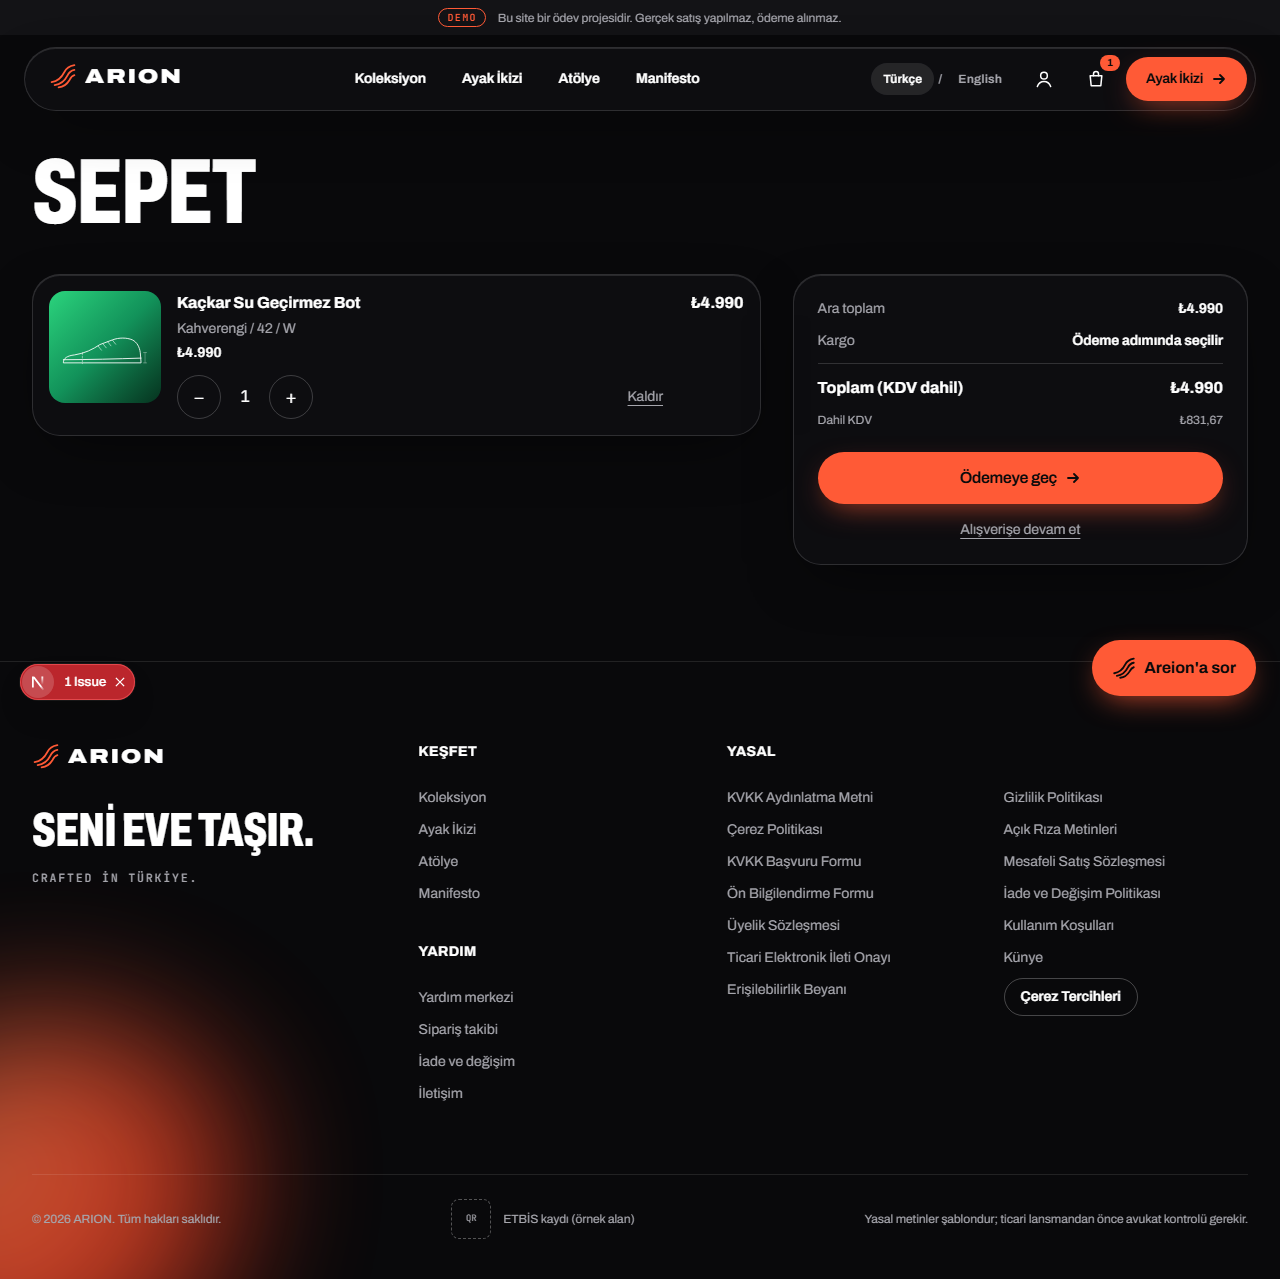 DEMO Bu site bir ödev projesidir. Gerçek satış yapılmaz, ödeme alınmaz.
ARION Koleksiyon Ayak İkizi Atölye Manifesto Türkçe / English 1 Ayak İkizi →
SEPET
Kaçkar Su Geçirmez Bot ₺4.990
Kahverengi / 42 / W
₺4.990
− 1 + Kaldır
Ara toplam ₺4.990
Kargo Ödeme adımında seçilir
Toplam (KDV dahil) ₺4.990
Dahil KDV ₺831,67
Ödemeye geç →
Alışverişe devam et
N 1 Issue ×
Areion'a sor
ARION
SENİ EVE TAŞIR.
CRAFTED İN TÜRKİYE.
KEŞFET
Koleksiyon
Ayak İkizi
Atölye
Manifesto
YARDIM
Yardım merkezi
Sipariş takibi
İade ve değişim
İletişim
YASAL
KVKK Aydınlatma Metni
Çerez Politikası
KVKK Başvuru Formu
Ön Bilgilendirme Formu
Üyelik Sözleşmesi
Ticari Elektronik İleti Onayı
Erişilebilirlik Beyanı
Gizlilik Politikası
Açık Rıza Metinleri
Mesafeli Satış Sözleşmesi
İade ve Değişim Politikası
Kullanım Koşulları
Künye
Çerez Tercihleri
© 2026 ARION. Tüm hakları saklıdır.
QR ETBİS kaydı (örnek alan)
Yasal metinler şablondur; ticari lansmandan önce avukat kontrolü gerekir.